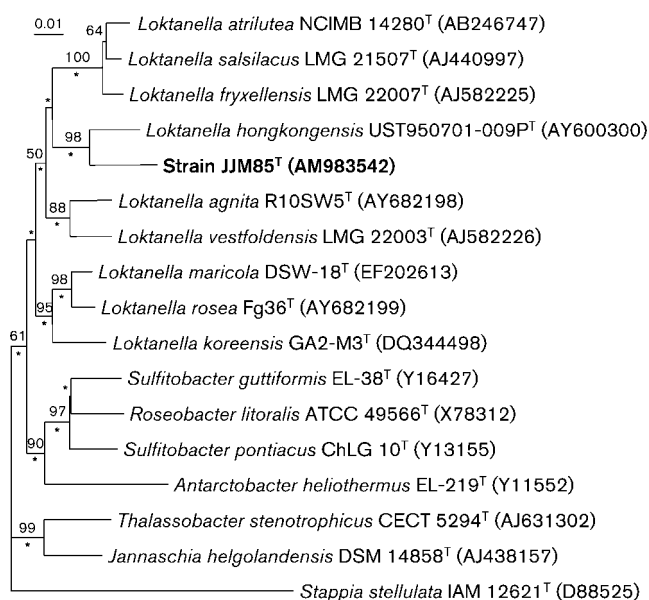 0.01
64
Loktanella atrilutea NCIMB 14280ᵀ (AB246747)
100
*
Loktanella salsilacus LMG 21507ᵀ (AJ440997)
Loktanella fryxellensis LMG 22007ᵀ (AJ582225)
*
98
*
Loktanella hongkongensis UST950701-009Pᵀ (AY600300)
Strain JJM85ᵀ (AM983542)
50
*
88
*
Loktanella agnita R10SW5ᵀ (AY682198)
Loktanella vestfoldensis LMG 22003ᵀ (AJ582226)
*
98
*
Loktanella maricola DSW-18ᵀ (EF202613)
Loktanella rosea Fg36ᵀ (AY682199)
95
*
Loktanella koreensis GA2-M3ᵀ (DQ344498)
61
*
*
Sulfitobacter guttiformis EL-38ᵀ (Y16427)
97
*
Roseobacter litoralis ATCC 49566ᵀ (X78312)
Sulfitobacter pontiacus ChLG 10ᵀ (Y13155)
90
*
Antarctobacter heliothermus EL-219ᵀ (Y11552)
99
*
Thalassobacter stenotrophicus CECT 5294ᵀ (AJ631302)
Jannaschia helgolandensis DSM 14858ᵀ (AJ438157)
Stappia stellulata IAM 12621ᵀ (D88525)